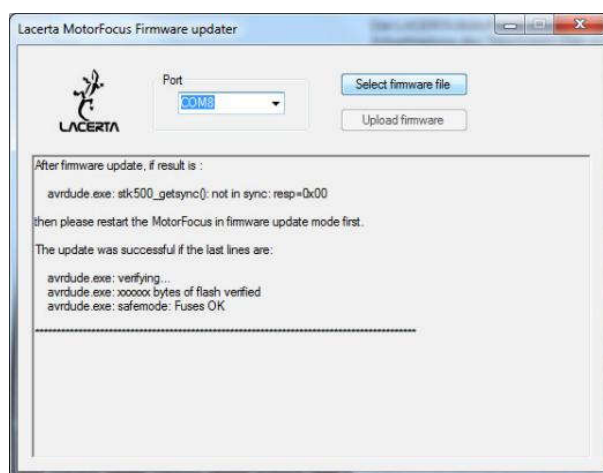 Lacerta MotorFocus Firmware updater
Port
COM8
Select firmware file
Upload firmware
LACERTA
After firmware update, if result is :
avrdude.exe: stk500_getsync(): not in sync: resp=0x00
then please restart the MotorFocus in firmware update mode first.
The update was successful if the last lines are:
avrdude.exe: verifying...
avrdude.exe: xxxxxx bytes of flash verified
avrdude.exe: safemode: Fuses OK